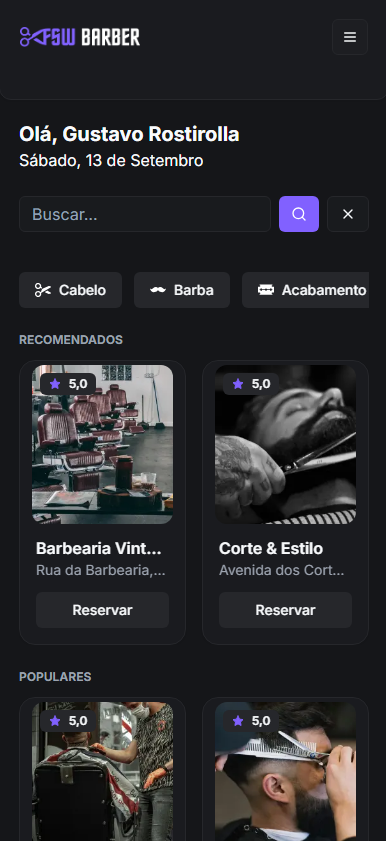 FSW BARBER
Olá, Gustavo Rostirolla
Sábado, 13 de Setembro
Buscar...
Cabelo Barba Acabamento
RECOMENDADOS
5,0 5,0
Barbearia Vint... Corte & Estilo
Rua da Barbearia,... Avenida dos Cort...
Reservar Reservar
POPULARES
5,0 5,0